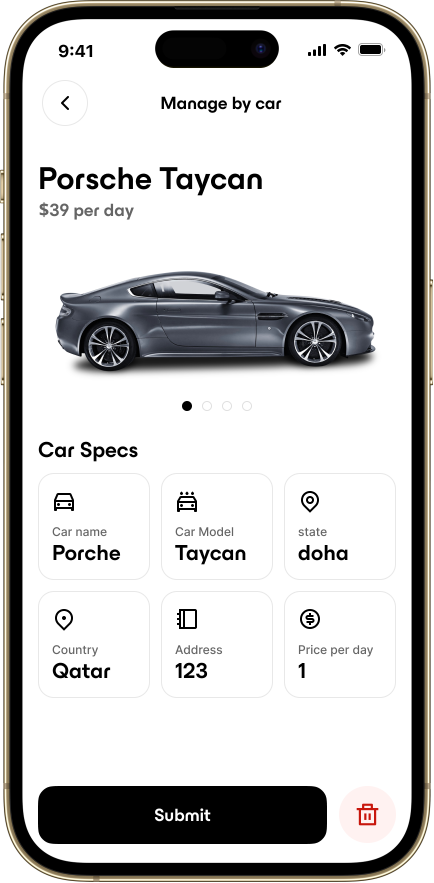 9:41
Manage by car
Porsche Taycan
$39 per day
Car Specs
Car name
Porche
Car Model
Taycan
state
doha
Country
Qatar
Address
123
Price per day
1
Submit